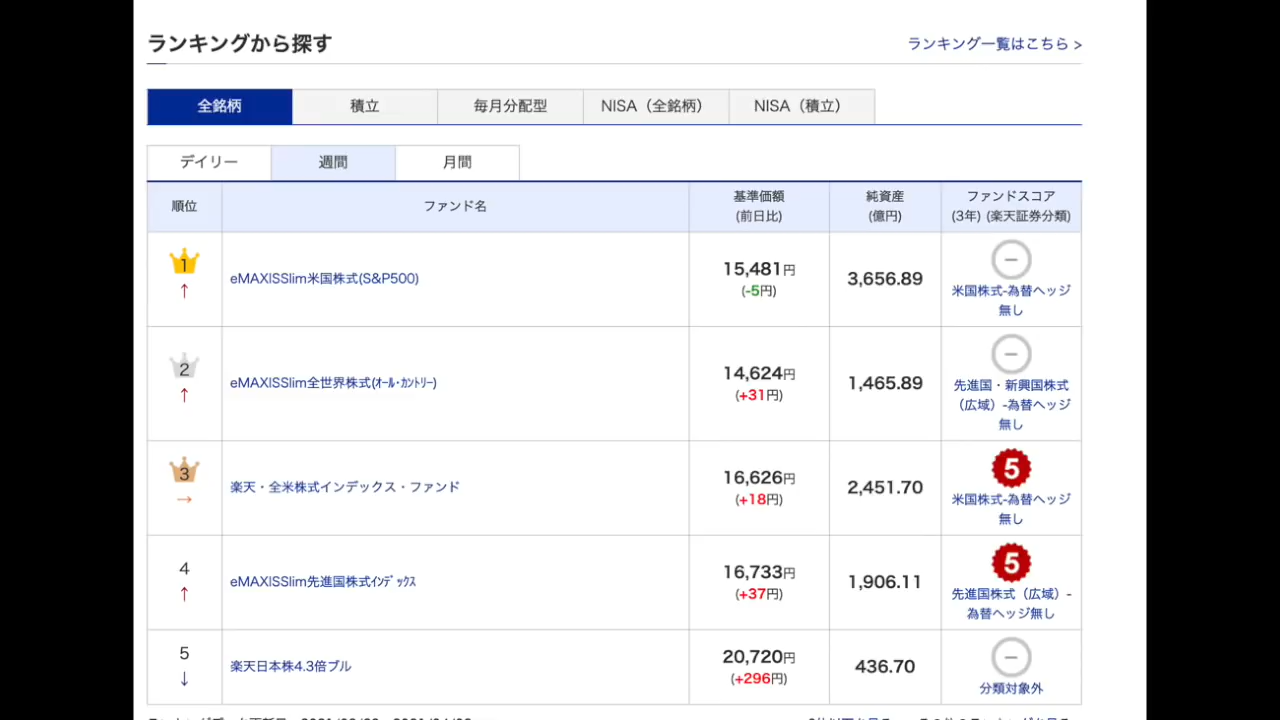 ランキングから探す
ランキング一覧はこちら >
全銘柄
積立
毎月分配型
NISA（全銘柄）
NISA（積立）
デイリー
週間
月間
順位
ファンド名
基準価額
(前日比)
純資産
(億円)
ファンドスコア
(3年) (楽天証券分類)
1
↑
eMAXISSlim米国株式(S&P500)
15,481円
(-5円)
3,656.89
米国株式-為替ヘッジ
無し
2
↑
eMAXISSlim全世界株式(ｵｰﾙ･ｶﾝﾄﾘｰ)
14,624円
(+31円)
1,465.89
先進国・新興国株式
（広域）-為替ヘッジ
無し
3
→
楽天・全米株式インデックス・ファンド
16,626円
(+18円)
2,451.70
5
米国株式-為替ヘッジ
無し
4
↑
eMAXISSlim先進国株式ｲﾝﾃﾞｯｸｽ
16,733円
(+37円)
1,906.11
5
先進国株式（広域）-
為替ヘッジ無し
5
↓
楽天日本株4.3倍ブル
20,720円
(+296円)
436.70
分類対象外